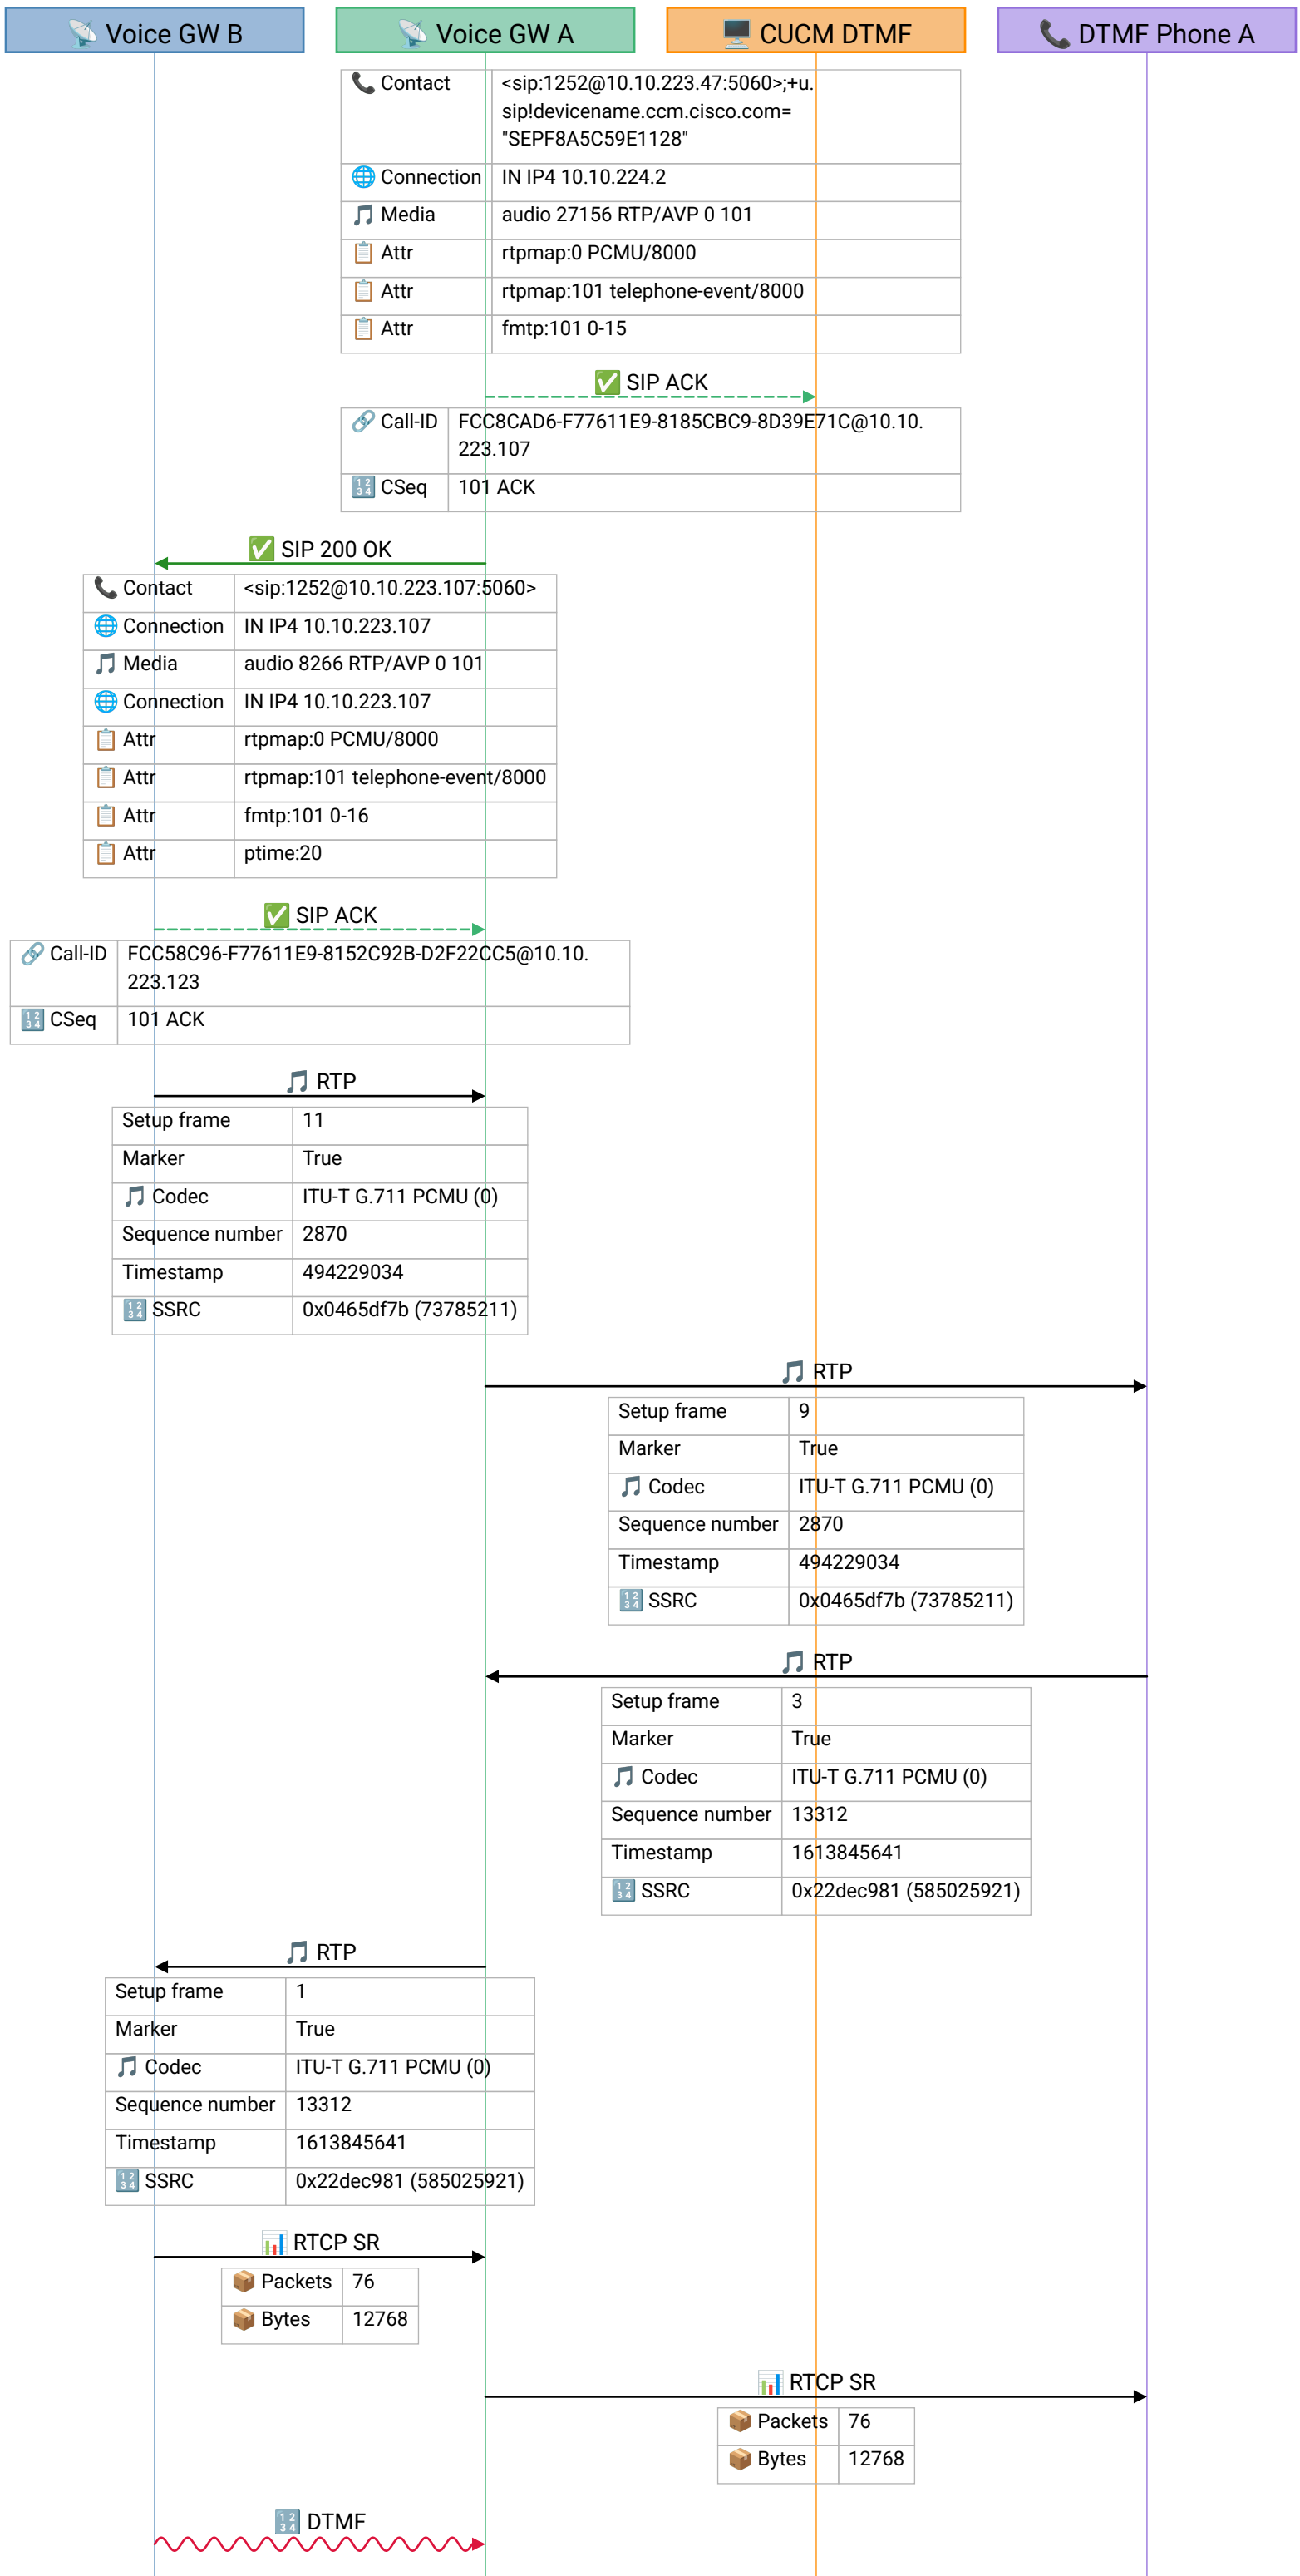 📡 Voice GW B
📡 Voice GW A
🖥️ CUCM DTMF
📞 DTMF Phone A
📞 Contact
<sip:1252@10.10.223.47:5060>;+u.
sip!devicename.ccm.cisco.com=
"SEPF8A5C59E1128"
🌐 Connection IN IP4 10.10.224.2
🎵 Media audio 27156 RTP/AVP 0 101
📋 Attr rtpmap:0 PCMU/8000
📋 Attr rtpmap:101 telephone-event/8000
📋 Attr fmtp:101 0-15
✅ SIP ACK
🔗 Call-ID FCC8CAD6-F77611E9-8185CBC9-8D39E71C@10.10.
223.107
🔢 CSeq 101 ACK
✅ SIP 200 OK
📞 Contact <sip:1252@10.10.223.107:5060>
🌐 Connection IN IP4 10.10.223.107
🎵 Media audio 8266 RTP/AVP 0 101
🌐 Connection IN IP4 10.10.223.107
📋 Attr rtpmap:0 PCMU/8000
📋 Attr rtpmap:101 telephone-event/8000
📋 Attr fmtp:101 0-16
📋 Attr ptime:20
✅ SIP ACK
🔗 Call-ID FCC58C96-F77611E9-8152C92B-D2F22CC5@10.10.
223.123
🔢 CSeq 101 ACK
🎵 RTP
Setup frame 11
Marker True
🎵 Codec ITU-T G.711 PCMU (0)
Sequence number 2870
Timestamp 494229034
🔢 SSRC 0x0465df7b (73785211)
🎵 RTP
Setup frame 9
Marker True
🎵 Codec ITU-T G.711 PCMU (0)
Sequence number 2870
Timestamp 494229034
🔢 SSRC 0x0465df7b (73785211)
🎵 RTP
Setup frame 3
Marker True
🎵 Codec ITU-T G.711 PCMU (0)
Sequence number 13312
Timestamp 1613845641
🔢 SSRC 0x22dec981 (585025921)
🎵 RTP
Setup frame 1
Marker True
🎵 Codec ITU-T G.711 PCMU (0)
Sequence number 13312
Timestamp 1613845641
🔢 SSRC 0x22dec981 (585025921)
📊 RTCP SR
📦 Packets 76
📦 Bytes 12768
📊 RTCP SR
📦 Packets 76
📦 Bytes 12768
🔢 DTMF